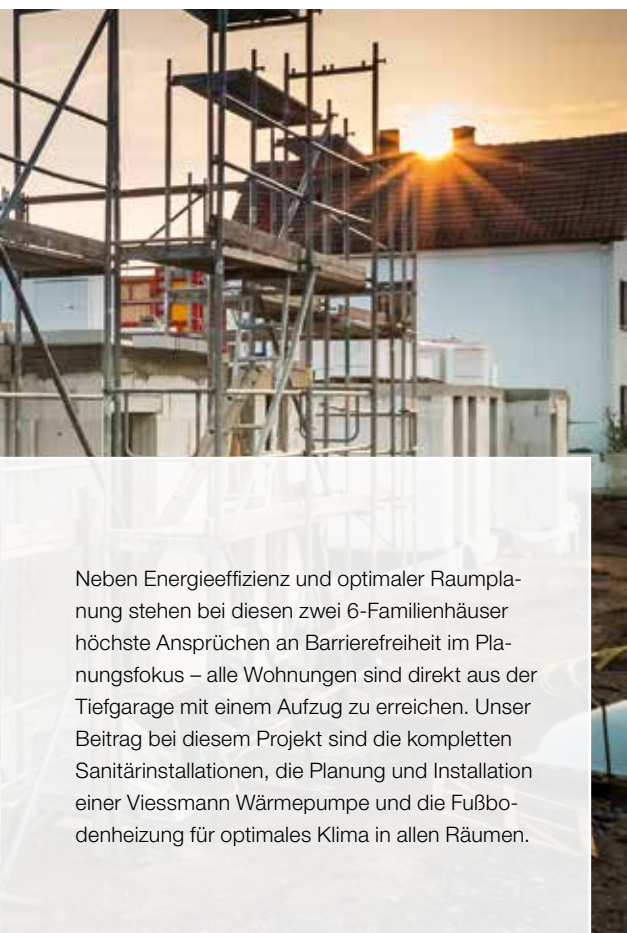 Neben Energieeffizienz und optimaler Raumpla-
nung stehen bei diesen zwei 6-Familienhäuser
höchste Ansprüchen an Barrierefreiheit im Pla-
nungsfokus – alle Wohnungen sind direkt aus der
Tiefgarage mit einem Aufzug zu erreichen. Unser
Beitrag bei diesem Projekt sind die kompletten
Sanitärinstallationen, die Planung und Installation
einer Viessmann Wärmepumpe und die Fußbo-
denheizung für optimales Klima in allen Räumen.